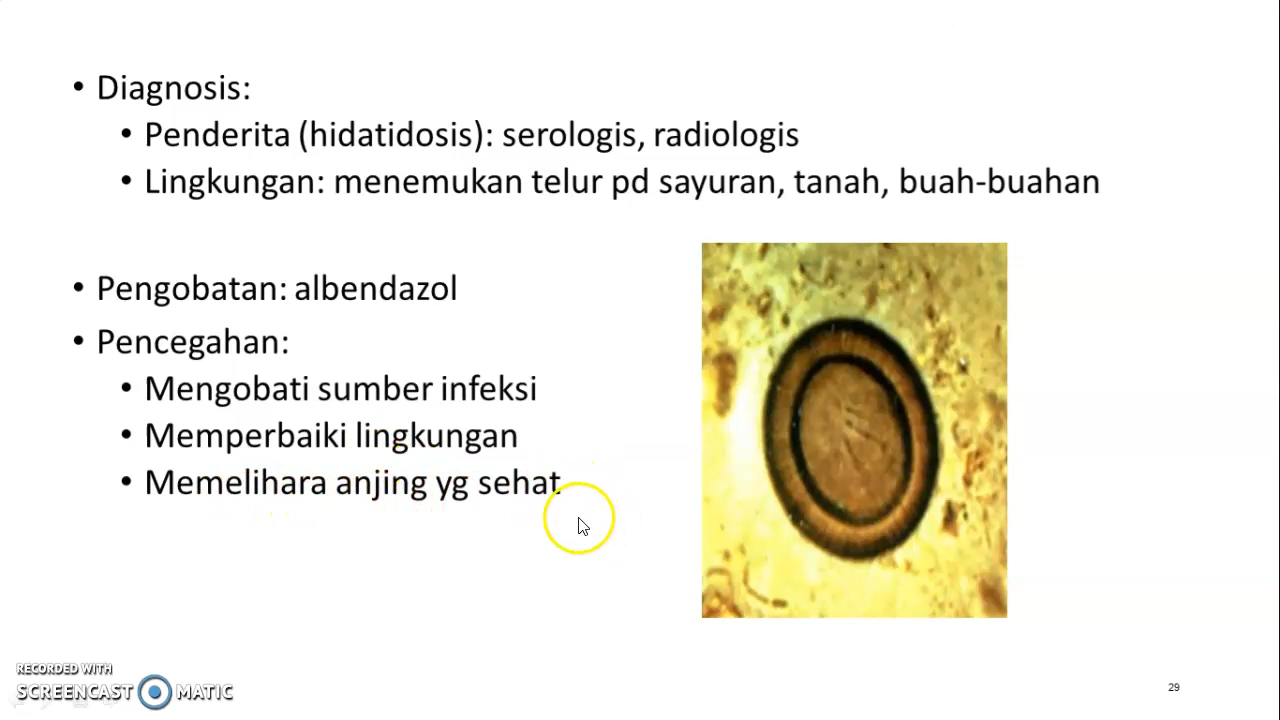 • Diagnosis:
• Penderita (hidatidosis): serologis, radiologis
• Lingkungan: menemukan telur pd sayuran, tanah, buah-buahan
• Pengobatan: albendazol
• Pencegahan:
• Mengobati sumber infeksi
• Memperbaiki lingkungan
• Memelihara anjing yg sehat
RECORDED WITH
SCREENCAST MATIC
29